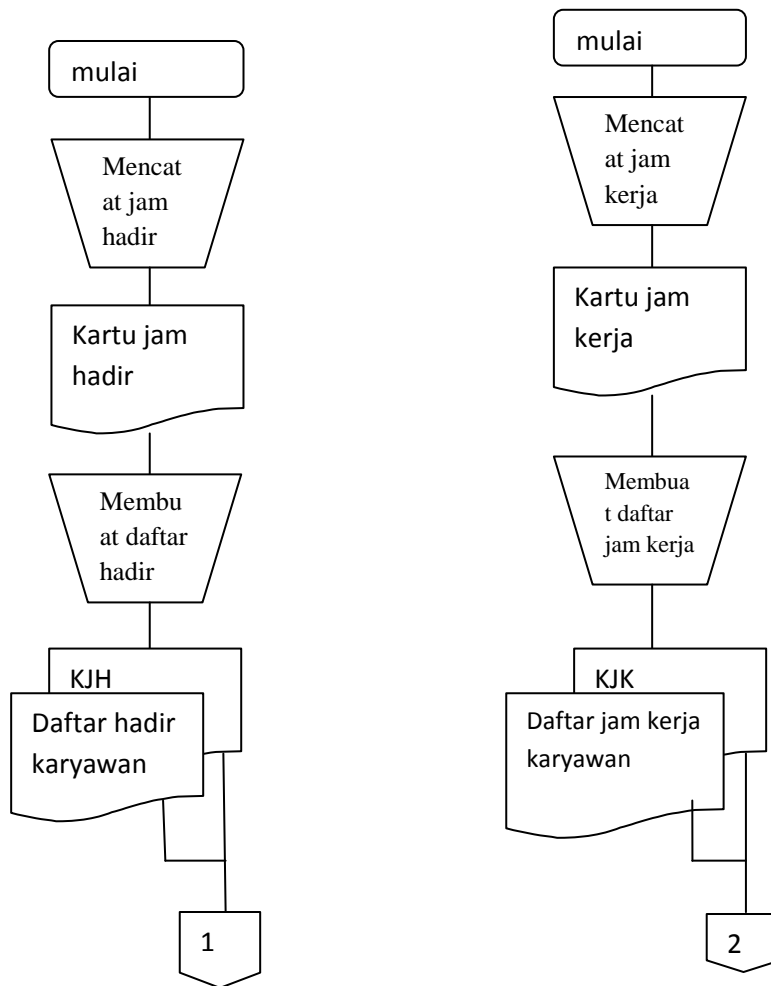 mulai
Mencat
at jam
hadir
Kartu jam
hadir
Membu
at daftar
hadir
KJH
Daftar hadir
karyawan
1
mulai
Mencat
at jam
kerja
Kartu jam
kerja
Membua
t daftar
jam kerja
KJK
Daftar jam kerja
karyawan
2